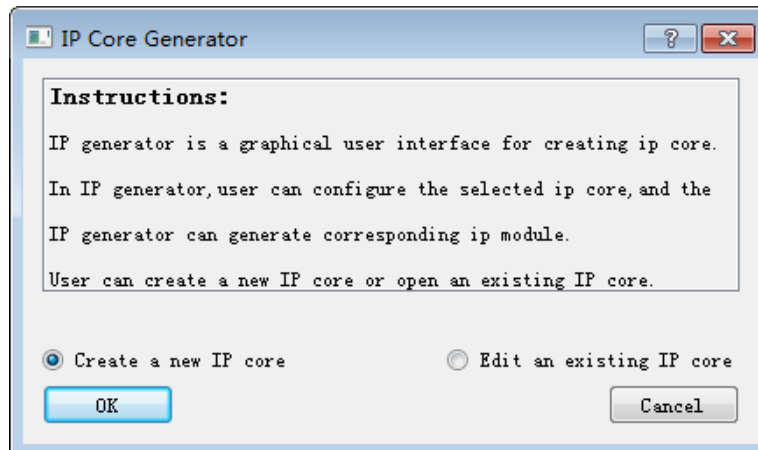 IP Core Generator
Instructions:
IP generator is a graphical user interface for creating ip core.
In IP generator,user can configure the selected ip core,and the
IP generator can generate corresponding ip module.
User can create a new IP core or open an existing IP core.
Create a new IP core
Edit an existing IP core
OK
Cancel